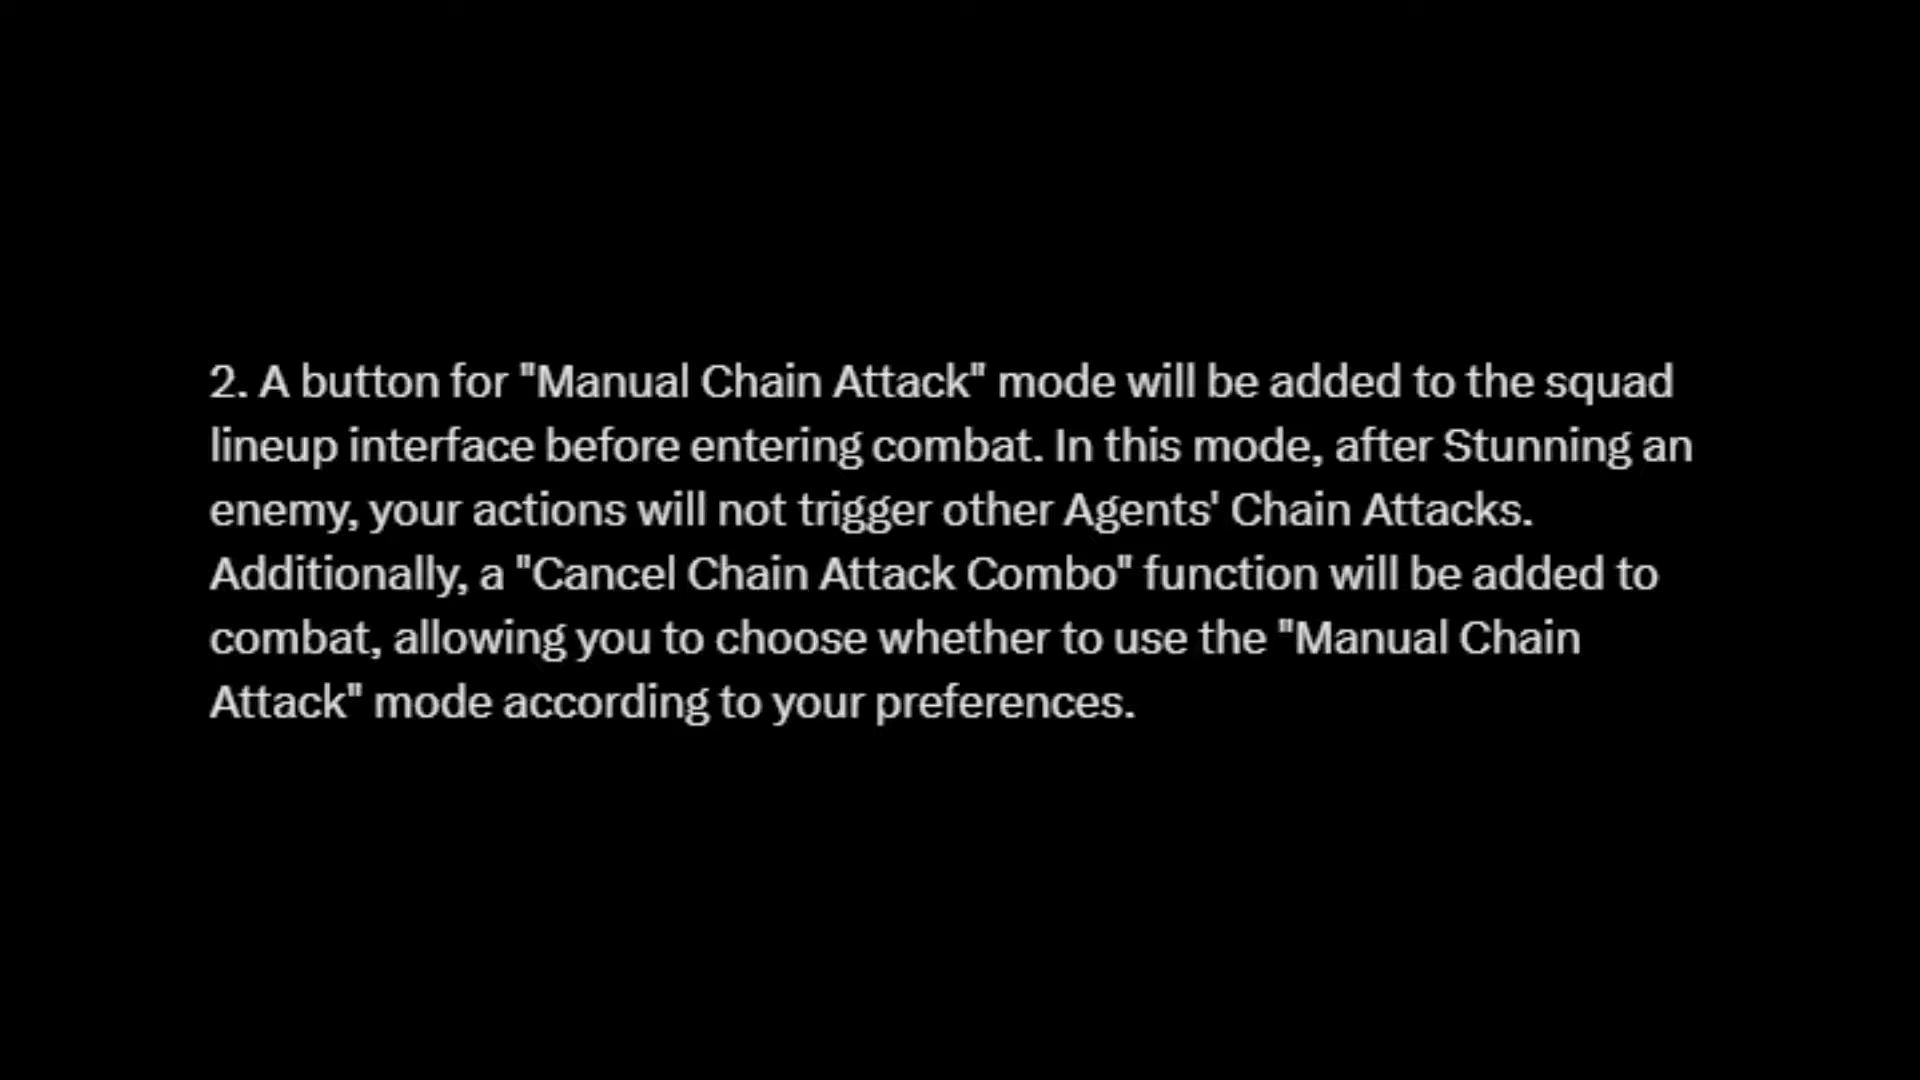 2. A button for "Manual Chain Attack" mode will be added to the squad
lineup interface before entering combat. In this mode, after Stunning an
enemy, your actions will not trigger other Agents' Chain Attacks.
Additionally, a "Cancel Chain Attack Combo" function will be added to
combat, allowing you to choose whether to use the "Manual Chain
Attack" mode according to your preferences.